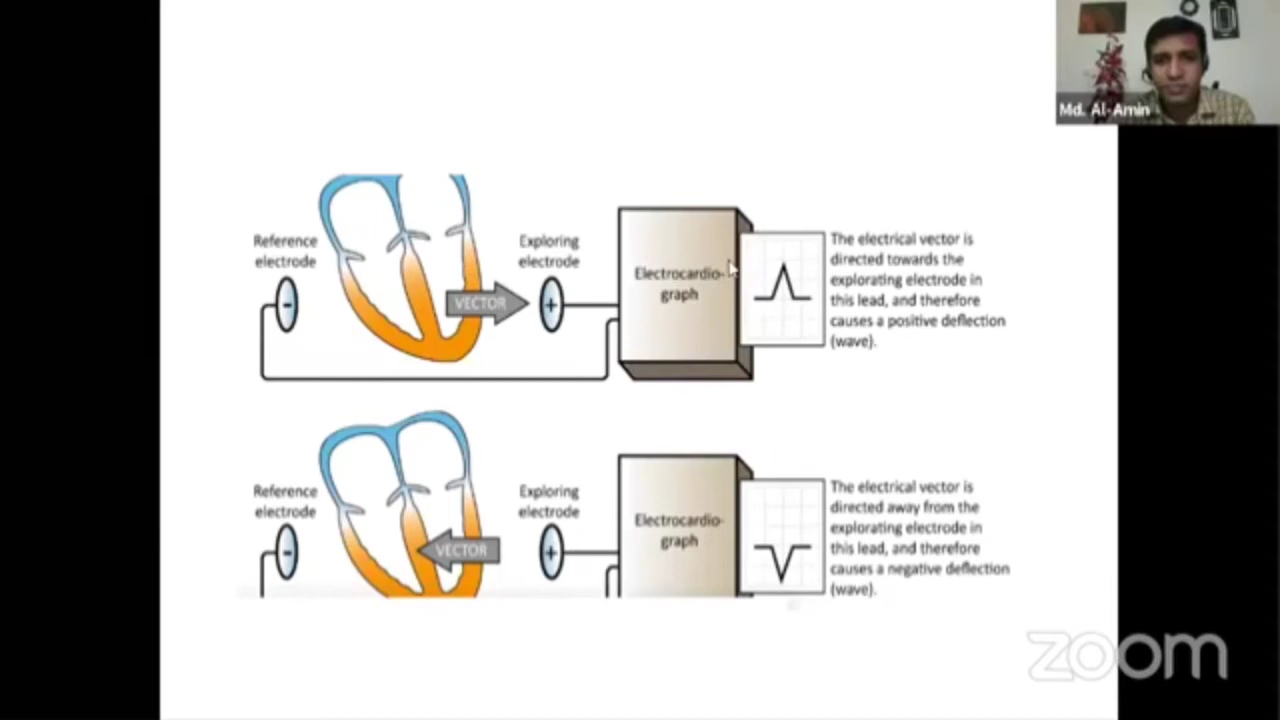 Md. Al-Amin
Reference
electrode
Exploring
electrode
-
VECTOR
+
Electrocardio-
graph
The electrical vector is
directed towards the
explorating electrode in
this lead, and therefore
causes a positive deflection
(wave).
Reference
electrode
Exploring
electrode
-
VECTOR
+
Electrocardio-
graph
The electrical vector is
directed away from the
explorating electrode in
this lead, and therefore
causes a negative deflection
(wave).
zoom